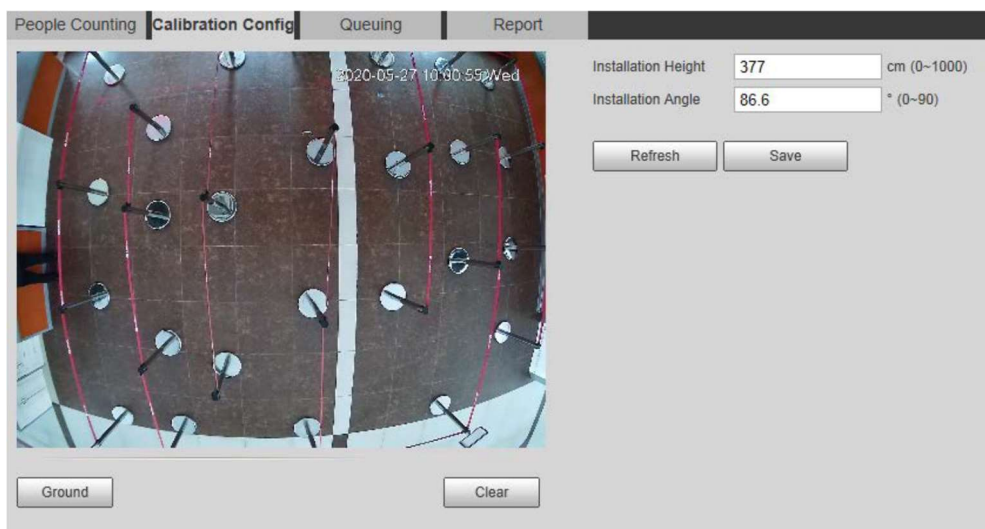 People Counting Calibration Config Queuing Report
2020-05-27 10:00:55 Wed
Installation Height 377 cm (0~1000)
Installation Angle 86.6 ° (0~90)
Refresh Save
Ground Clear